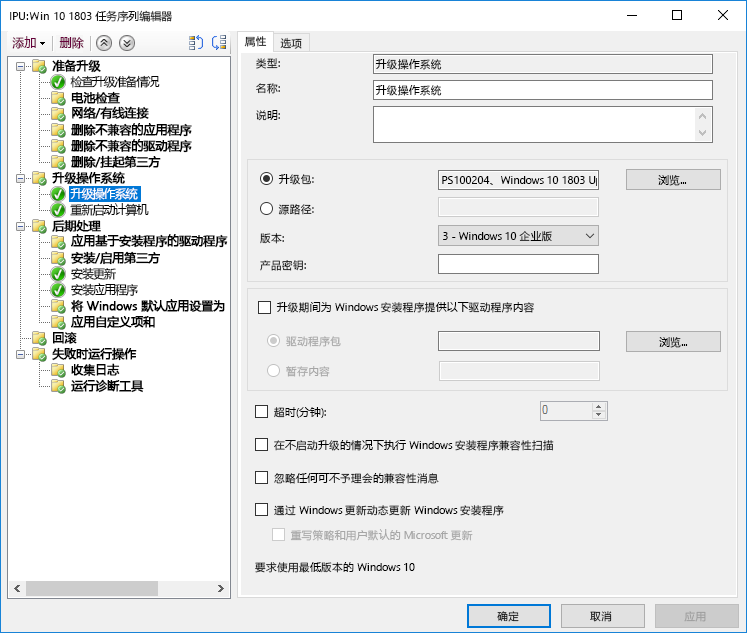 IPU:Win 10 1803 任务序列编辑器
添加
删除
准备升级
检查升级准备情况
电池检查
网络/有线连接
删除不兼容的应用程序
删除不兼容的驱动程序
删除/挂起第三方
升级操作系统
升级操作系统
重新启动计算机
后期处理
应用基于安装程序的驱动程序
安装/启用第三方
安装更新
安装应用程序
将 Windows 默认应用设置为
应用自定义项和
回滚
失败时运行操作
收集日志
运行诊断工具
属性
选项
类型:
升级操作系统
名称:
升级操作系统
说明:
升级包:
PS100204、Windows 10 1803 Up
浏览...
源路径:
版本:
3 - Windows 10 企业版
产品密钥:
升级期间为 Windows 安装程序提供以下驱动程序内容
驱动程序包
浏览...
暂存内容
超时(分钟):
0
在不启动升级的情况下执行 Windows 安装程序兼容性扫描
忽略任何可不予理会的兼容性消息
通过 Windows 更新动态更新 Windows 安装程序
重写策略和用户默认的 Microsoft 更新
要求使用最低版本的 Windows 10
确定
取消
应用